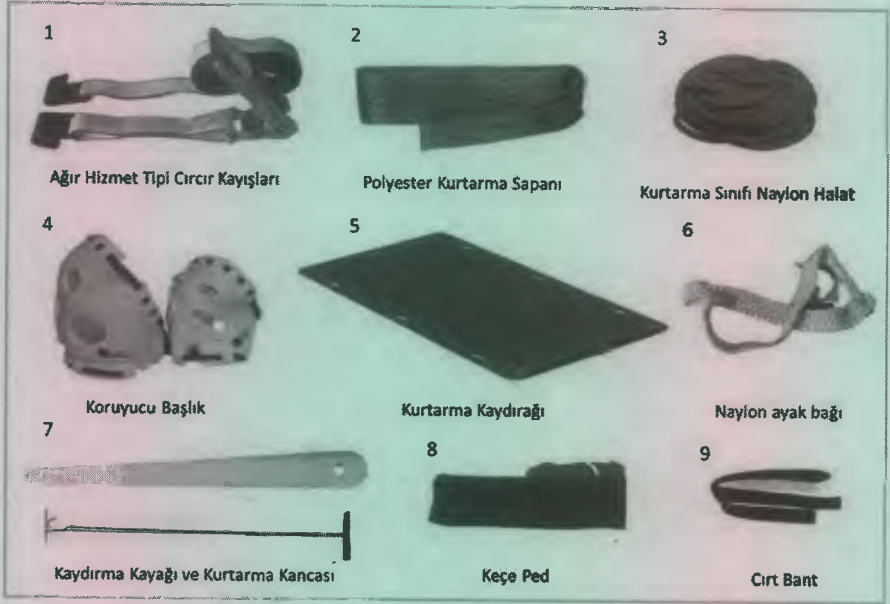 1
2
3
Ağır Hizmet Tipi Cırcır Kayışları
Polyester Kurtarma Sapanı
Kurtarma Sınıfı Naylon Halat
4
5
6
Koruyucu Başlık
Kurtarma Kaydırağı
Naylon ayak bağı
7
8
9
Kaydırma Kayağı ve Kurtarma Kancası
Keçe Ped
Cırt Bant